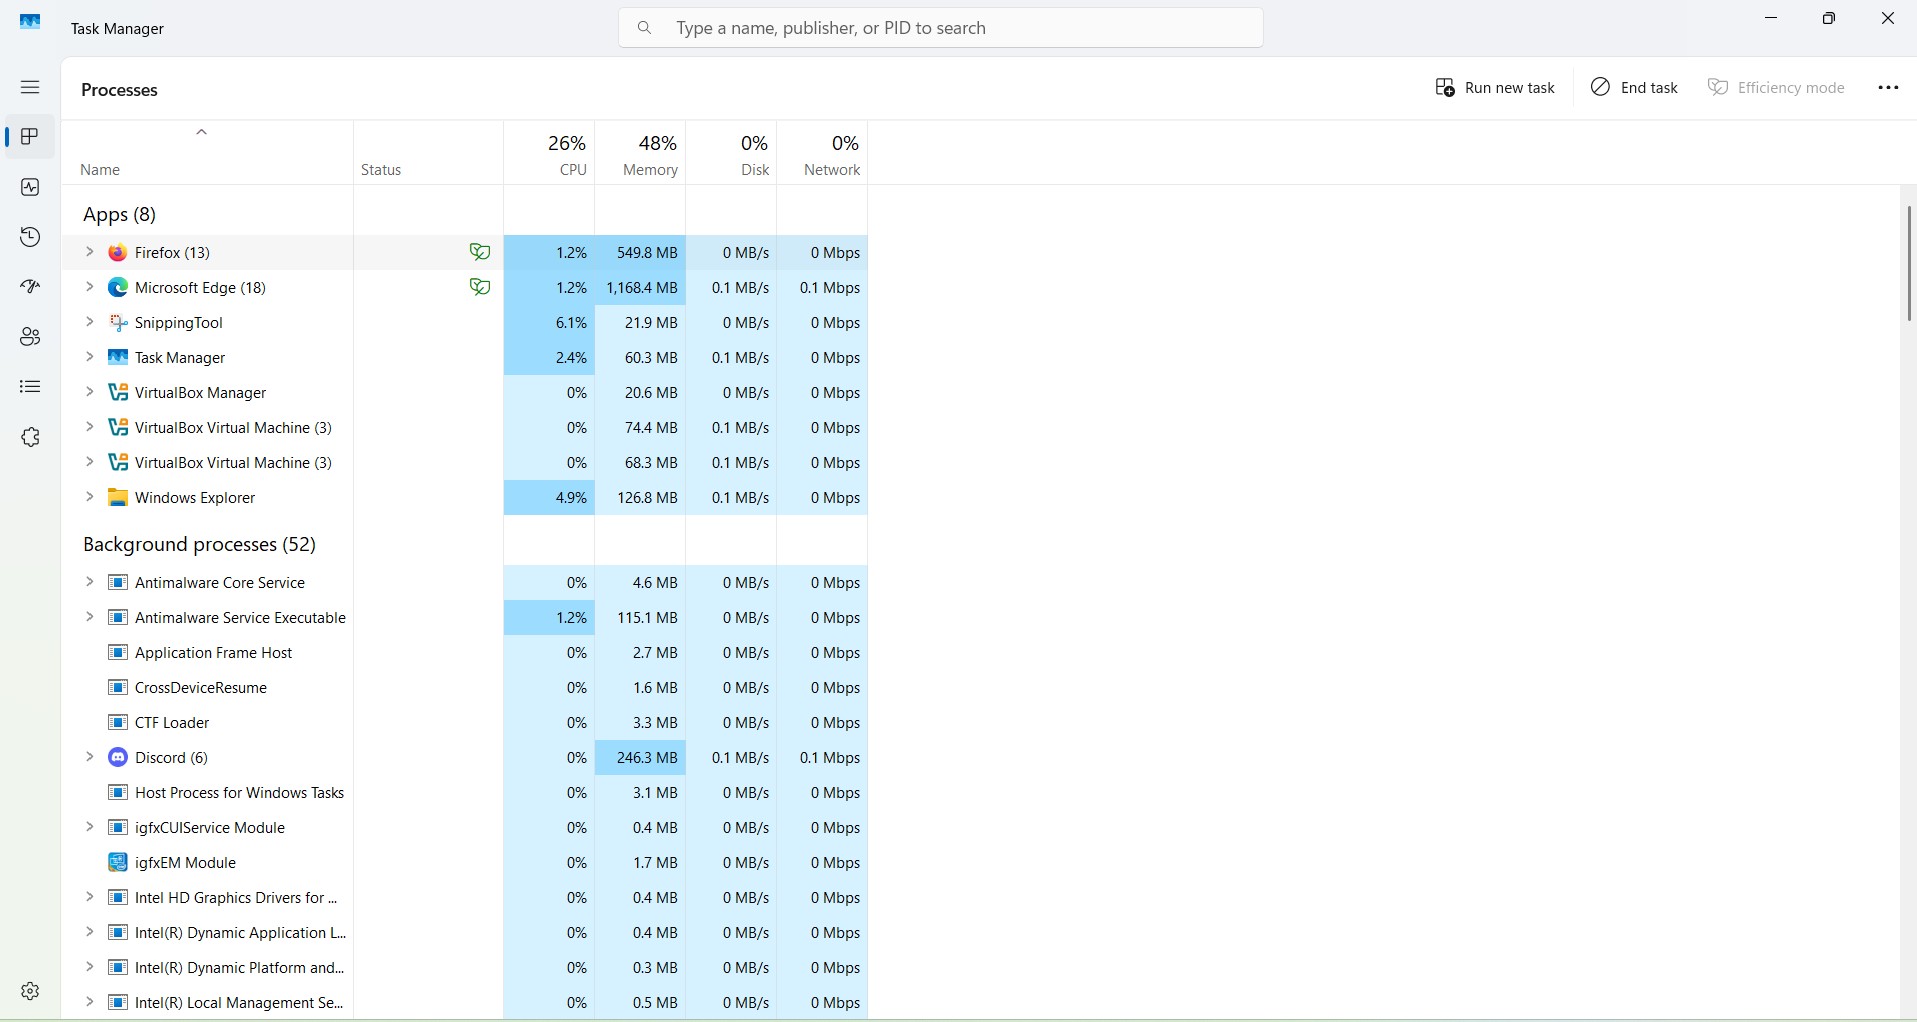 Task Manager
Type a name, publisher, or PID to search
Processes
Run new task
End task
Efficiency mode
26% 48% 0% 0%
Name Status CPU Memory Disk Network
Apps (8)
Firefox (13) 1.2% 549.8 MB 0 MB/s 0 Mbps
Microsoft Edge (18) 1.2% 1,168.4 MB 0.1 MB/s 0.1 Mbps
SnippingTool 6.1% 21.9 MB 0 MB/s 0 Mbps
Task Manager 2.4% 60.3 MB 0.1 MB/s 0 Mbps
VirtualBox Manager 0% 20.6 MB 0 MB/s 0 Mbps
VirtualBox Virtual Machine (3) 0% 74.4 MB 0.1 MB/s 0 Mbps
VirtualBox Virtual Machine (3) 0% 68.3 MB 0.1 MB/s 0 Mbps
Windows Explorer 4.9% 126.8 MB 0.1 MB/s 0 Mbps
Background processes (52)
Antimalware Core Service 0% 4.6 MB 0 MB/s 0 Mbps
Antimalware Service Executable 1.2% 115.1 MB 0 MB/s 0 Mbps
Application Frame Host 0% 2.7 MB 0 MB/s 0 Mbps
CrossDeviceResume 0% 1.6 MB 0 MB/s 0 Mbps
CTF Loader 0% 3.3 MB 0 MB/s 0 Mbps
Discord (6) 0% 246.3 MB 0.1 MB/s 0.1 Mbps
Host Process for Windows Tasks 0% 3.1 MB 0 MB/s 0 Mbps
igfxCUIService Module 0% 0.4 MB 0 MB/s 0 Mbps
igfxEM Module 0% 1.7 MB 0 MB/s 0 Mbps
Intel HD Graphics Drivers for ... 0% 0.4 MB 0 MB/s 0 Mbps
Intel(R) Dynamic Application L... 0% 0.4 MB 0 MB/s 0 Mbps
Intel(R) Dynamic Platform and... 0% 0.3 MB 0 MB/s 0 Mbps
Intel(R) Local Management Se... 0% 0.5 MB 0 MB/s 0 Mbps